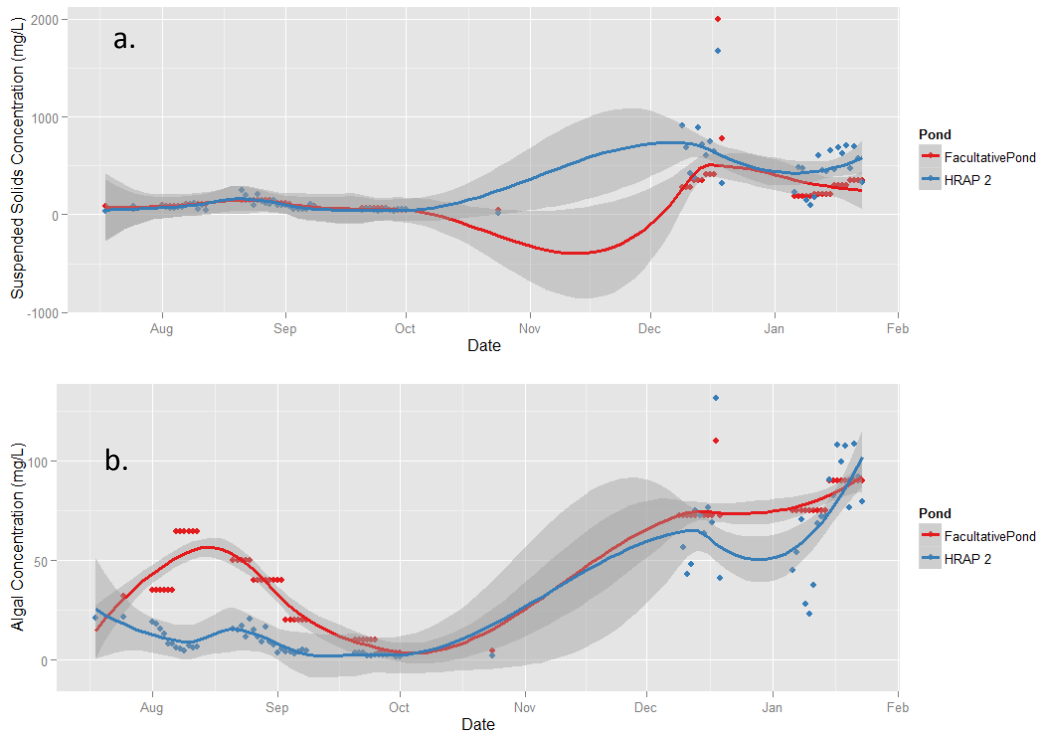 a.
Suspended Solids Concentration (mg/L)
2000
1000
0
-1000
Aug Sep Oct Nov Dec Jan Feb
Date
Pond
FacultativePond
HRAP 2
b.
Algal Concentration (mg/L)
100
50
0
Aug Sep Oct Nov Dec Jan Feb
Date
Pond
FacultativePond
HRAP 2